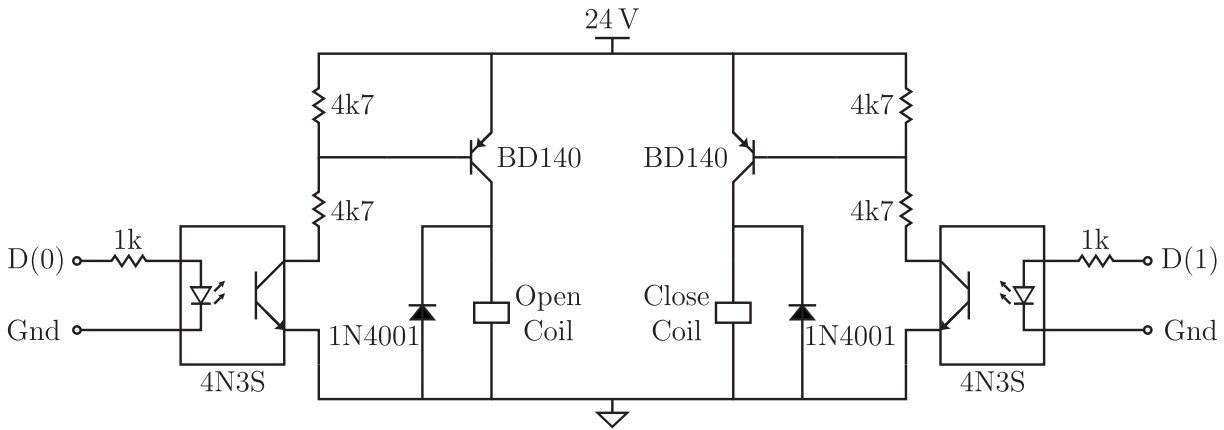 24 V
4k7
4k7
BD140
BD140
4k7
4k7
1k
1k
D(0)
D(1)
Open
Coil
Close
Coil
Gnd
Gnd
1N4001
1N4001
4N3S
4N3S